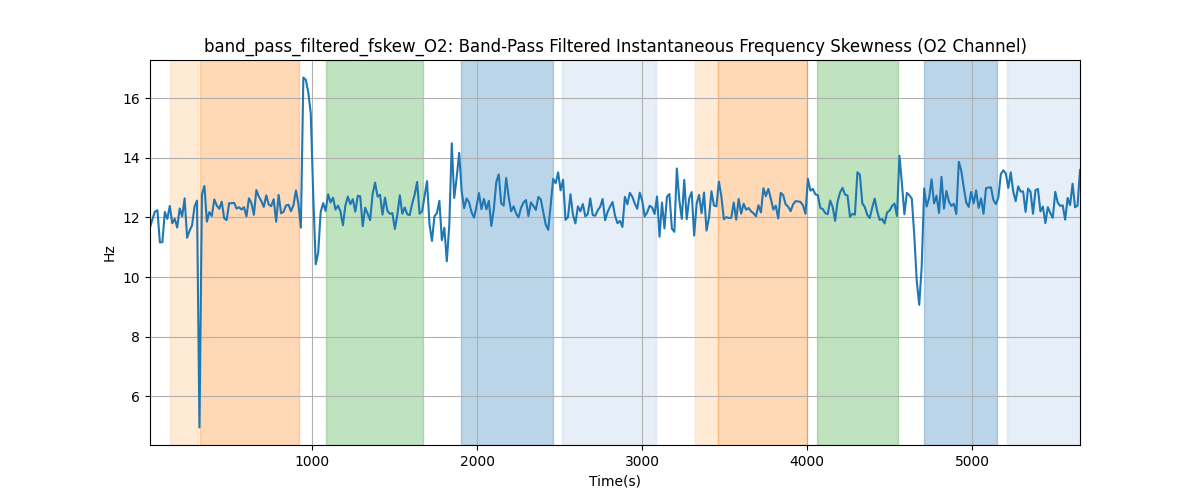 band_pass_filtered_fskew_O2: Band-Pass Filtered Instantaneous Frequency Skewness (O2 Channel)
16
14
12
10
8
6
Hz
1000 2000 3000 4000 5000
Time(s)